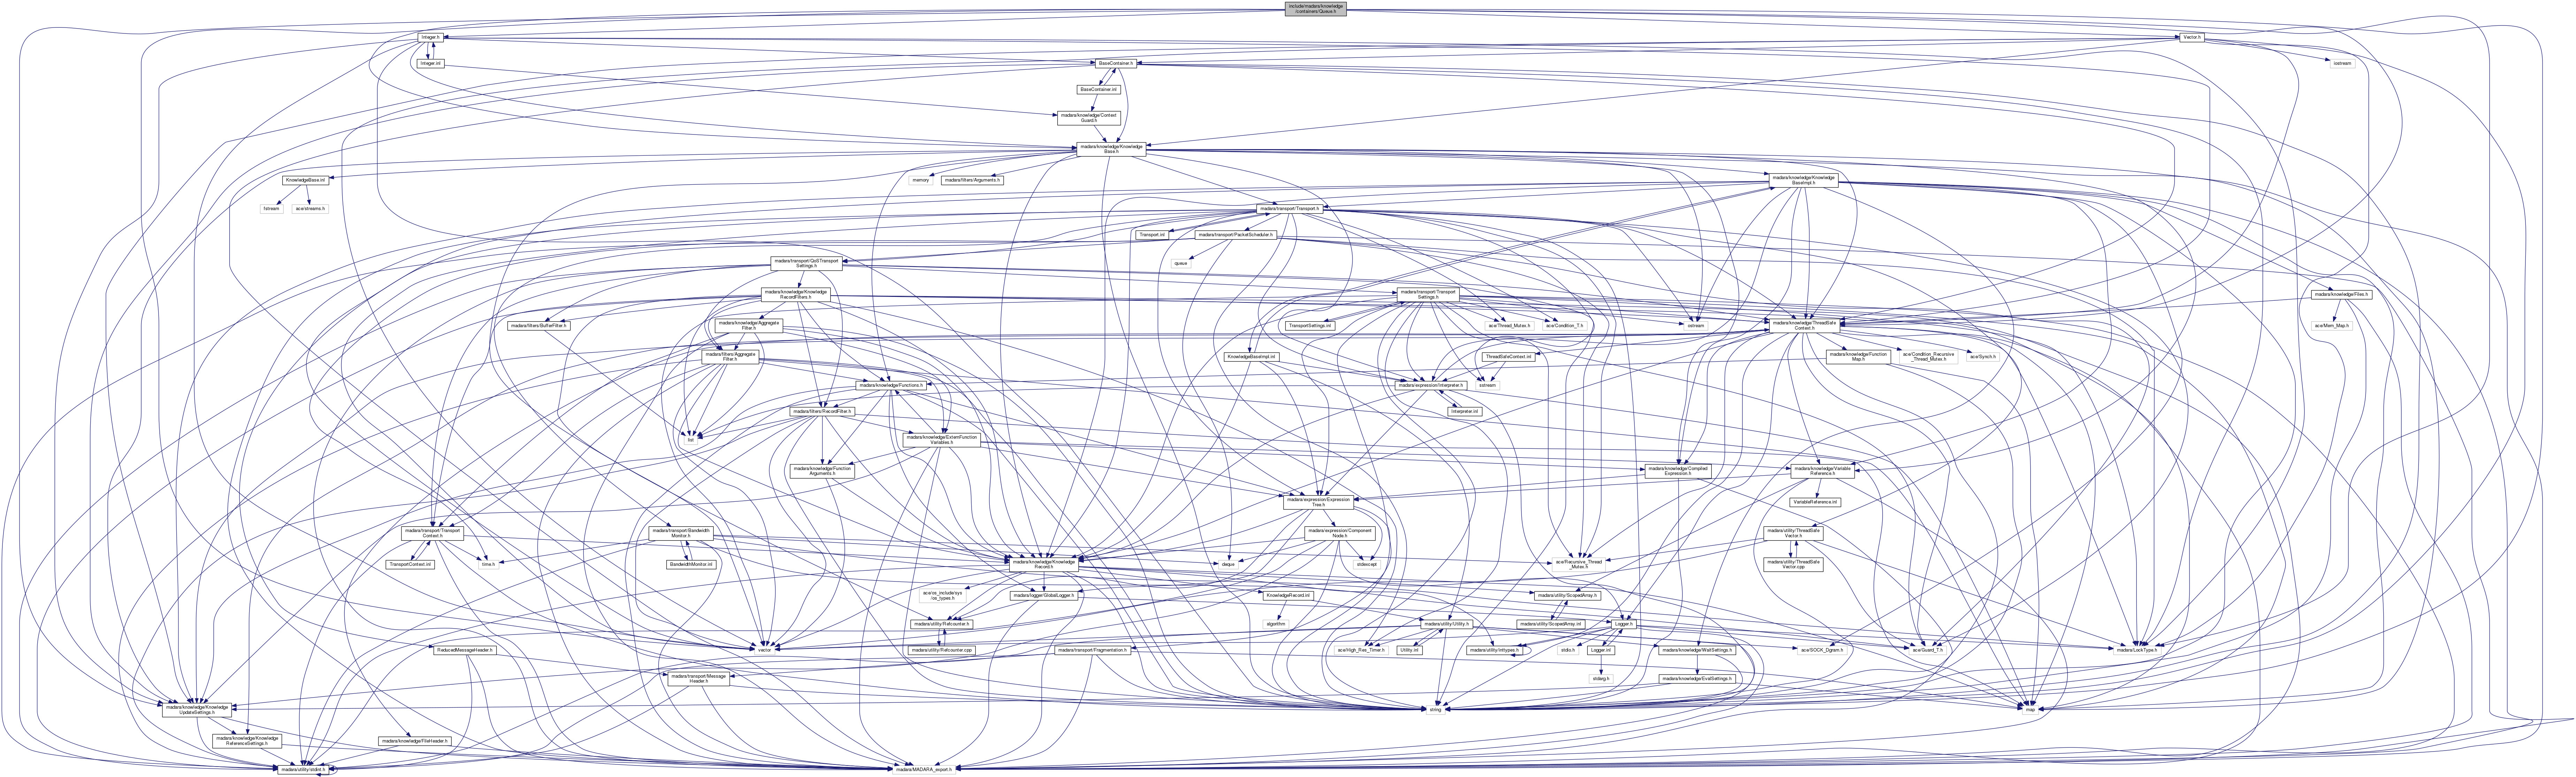 include/madara/knowledge
/containers/Queue.h
Integer.h
Vector.h
Integer.inl
BaseContainer.h
iostream
BaseContainer.inl
madara/knowledge/Context
Guard.h
madara/knowledge/Knowledge
Base.h
KnowledgeBase.inl
memory
madara/filters/Arguments.h
madara/knowledge/Knowledge
BaseImpl.h
fstream
ace/streams.h
madara/transport/Transport.h
Transport.inl
madara/transport/PacketScheduler.h
queue
madara/transport/QoSTransport
Settings.h
madara/knowledge/Knowledge
RecordFilters.h
madara/transport/Transport
Settings.h
madara/knowledge/Files.h
madara/filters/BufferFilter.h
madara/knowledge/Aggregate
Filter.h
TransportSettings.inl
ace/Thread_Mutex.h
ace/Condition_T.h
ostream
madara/knowledge/ThreadSafe
Context.h
ace/Mem_Map.h
madara/filters/Aggregate
Filter.h
KnowledgeBaseImpl.inl
ThreadSafeContext.inl
madara/knowledge/Function
Map.h
ace/Condition_Recursive
_Thread_Mutex.h
ace/Synch.h
madara/knowledge/Functions.h
madara/expression/Interpreter.h
sstream
madara/filters/RecordFilter.h
Interpreter.inl
list
madara/knowledge/ExternFunction
Variables.h
madara/knowledge/Function
Arguments.h
madara/knowledge/Compiled
Expression.h
madara/knowledge/Variable
Reference.h
madara/expression/Expression
Tree.h
VariableReference.inl
madara/transport/Transport
Context.h
madara/transport/Bandwidth
Monitor.h
madara/expression/Component
Node.h
madara/utility/ThreadSafe
Vector.h
TransportContext.inl
time.h
BandwidthMonitor.inl
madara/knowledge/Knowledge
Record.h
deque
stdexcept
ace/Recursive_Thread
_Mutex.h
madara/utility/ThreadSafe
Vector.cpp
ace/os_include/sys
/os_types.h
madara/logger/GlobalLogger.h
KnowledgeRecord.inl
madara/utility/ScopedArray.h
madara/utility/Refcounter.h
algorithm
madara/utility/ScopedArray.inl
madara/utility/Utility.h
Logger.h
vector
madara/utility/Refcounter.cpp
ReducedMessageHeader.h
madara/transport/Fragmentation.h
ace/High_Res_Timer.h
Utility.inl
madara/utility/inttypes.h
stdio.h
Logger.inl
madara/knowledge/WaitSettings.h
ace/SOCK_Dgram.h
ace/Guard_T.h
madara/LockType.h
madara/transport/Message
Header.h
stdarg.h
madara/knowledge/EvalSettings.h
madara/knowledge/Knowledge
UpdateSettings.h
string
map
madara/knowledge/Knowledge
ReferenceSettings.h
madara/knowledge/FileHeader.h
madara/utility/stdint.h
madara/MADARA_export.h